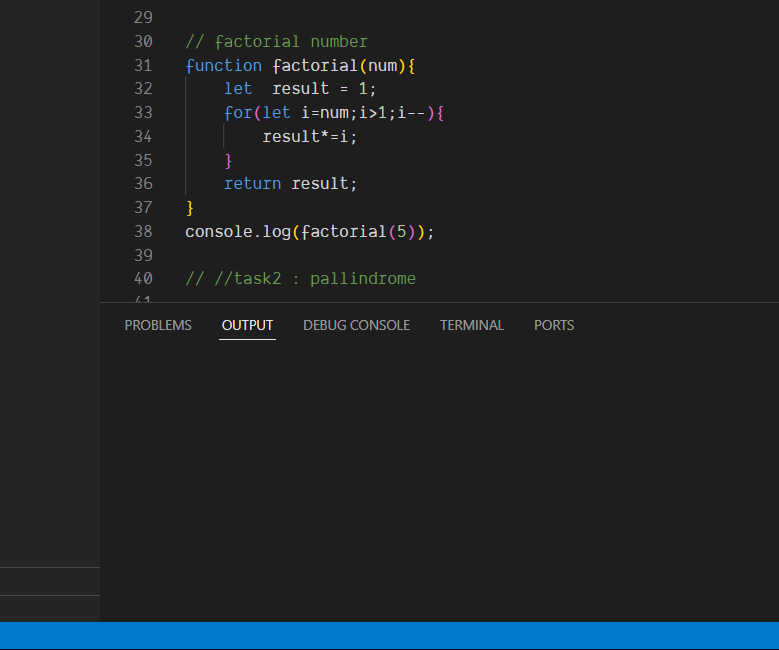 29
30 // factorial number
31 function factorial(num){
32     let  result = 1;
33     for(let i=num;i>1;i--){
34         result*=i;
35     }
36     return result;
37 }
38 console.log(factorial(5));
39
40 // //task2 : pallindrome
41
PROBLEMS OUTPUT DEBUG CONSOLE TERMINAL PORTS